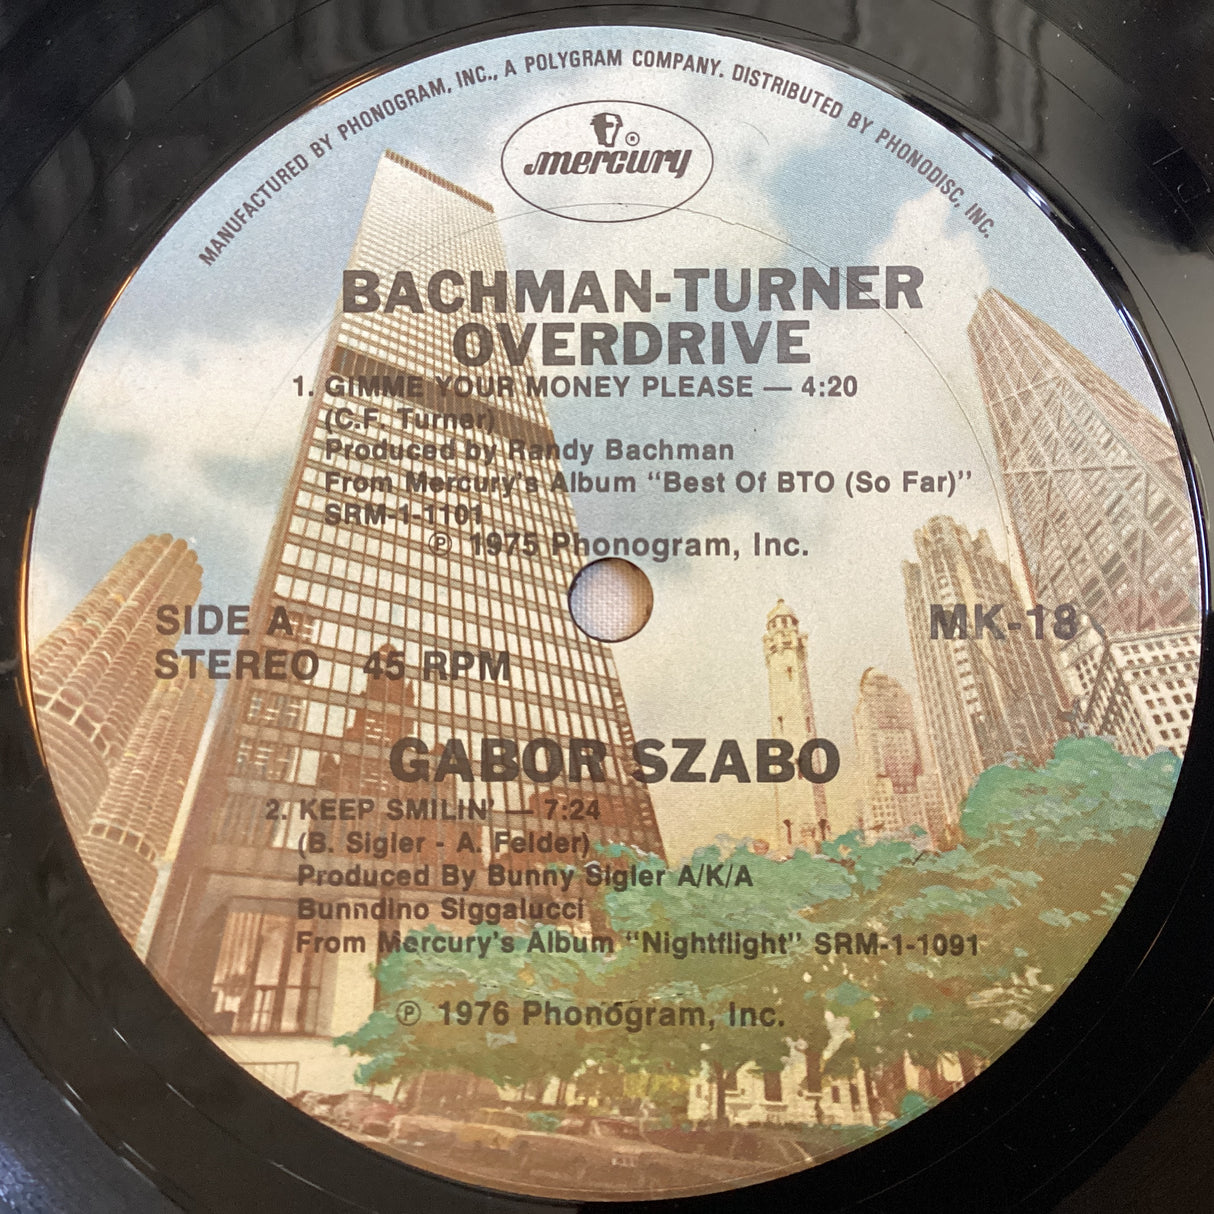 MANUFACTURED BY PHONOGRAM, INC., A POLYGRAM COMPANY. DISTRIBUTED BY PHONODISC, INC.
mercury ®
BACHMAN-TURNER
OVERDRIVE
1. GIMME YOUR MONEY PLEASE — 4:20
(C.F. Turner)
Produced by Randy Bachman
From Mercury's Album "Best Of BTO (So Far)"
SRM-1-1101
℗ 1975 Phonogram, Inc.
SIDE A
STEREO 45 RPM
MK-18
GABOR SZABO
2. KEEP SMILIN' — 7:24
(B. Sigler - A. Felder)
Produced By Bunny Sigler A/K/A
Bunndino Siggalucci
From Mercury's Album "Nightflight" SRM-1-1091
℗ 1976 Phonogram, Inc.